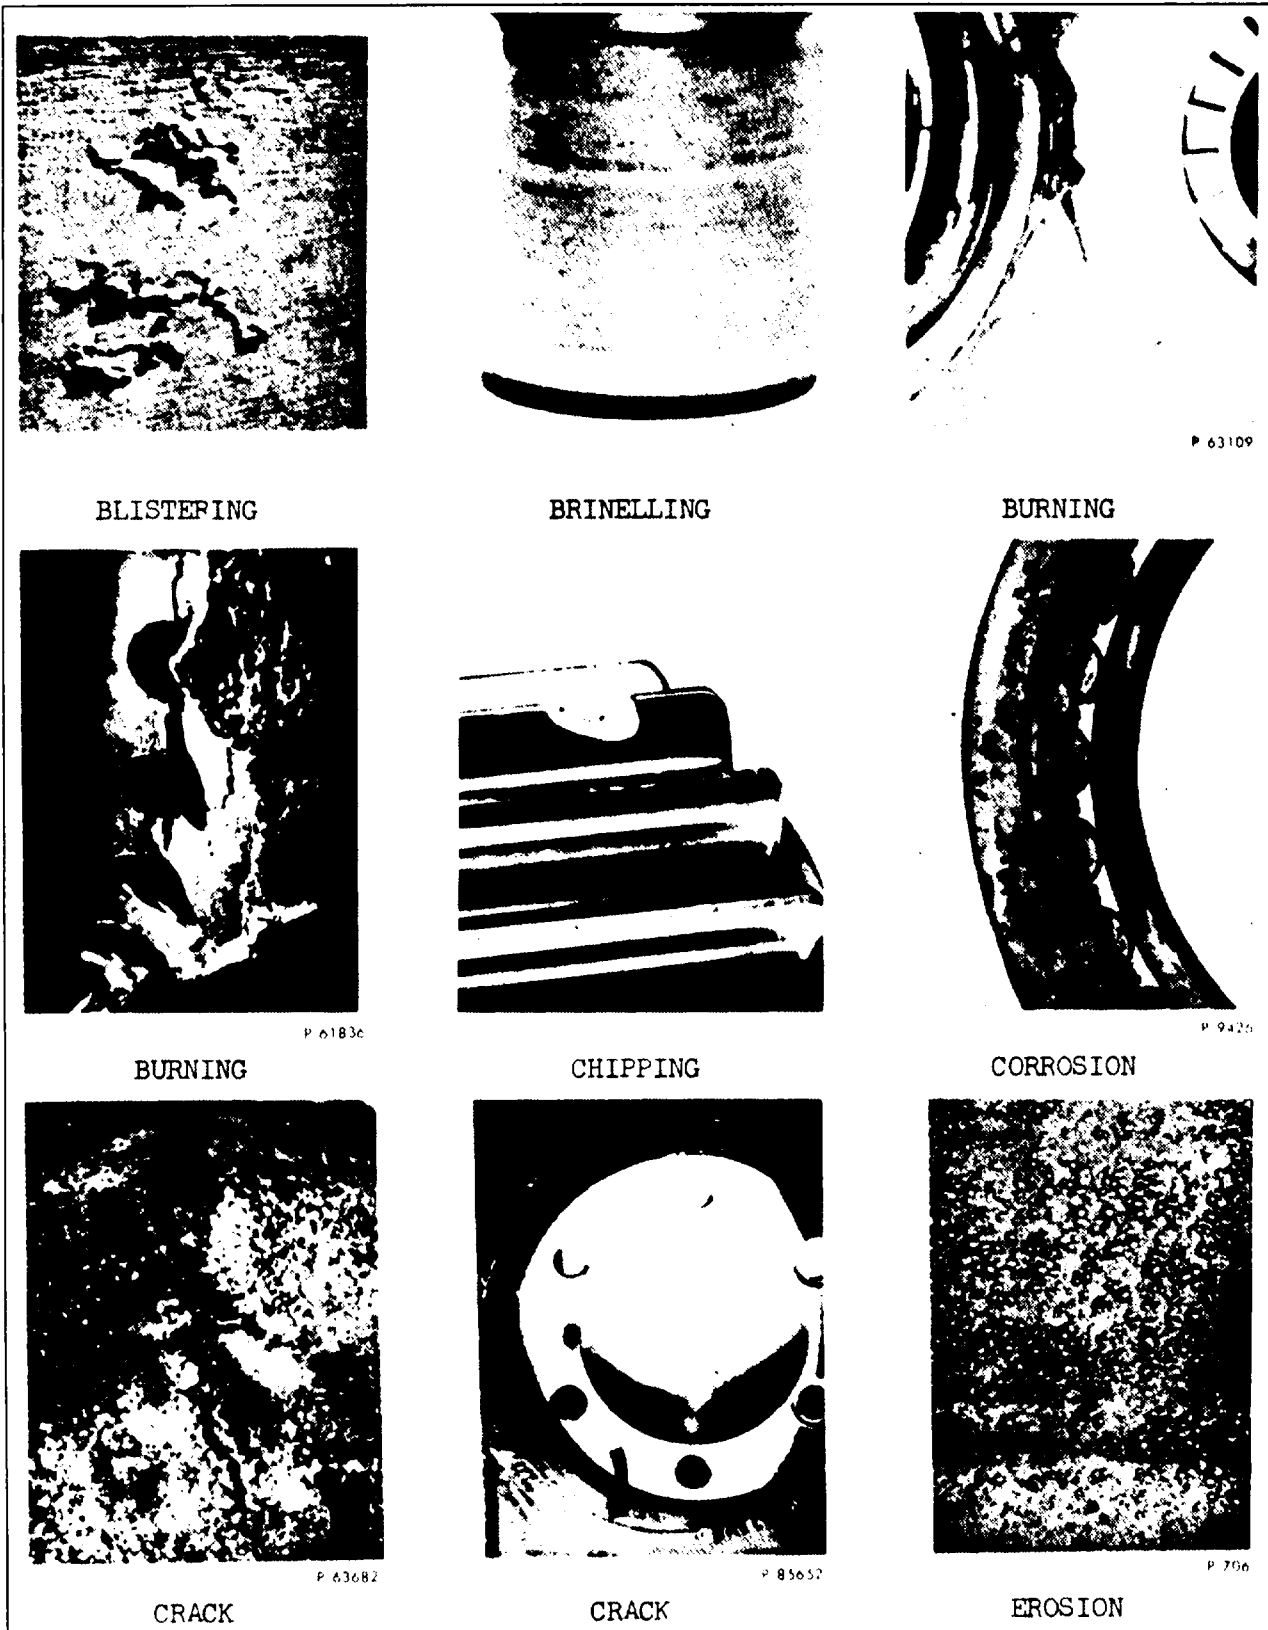 P 63109
BLISTERING BRINELLING BURNING
P 61836 P 9426
BURNING CHIPPING CORROSION
P 63682 P 85652 P 706
CRACK CRACK EROSION